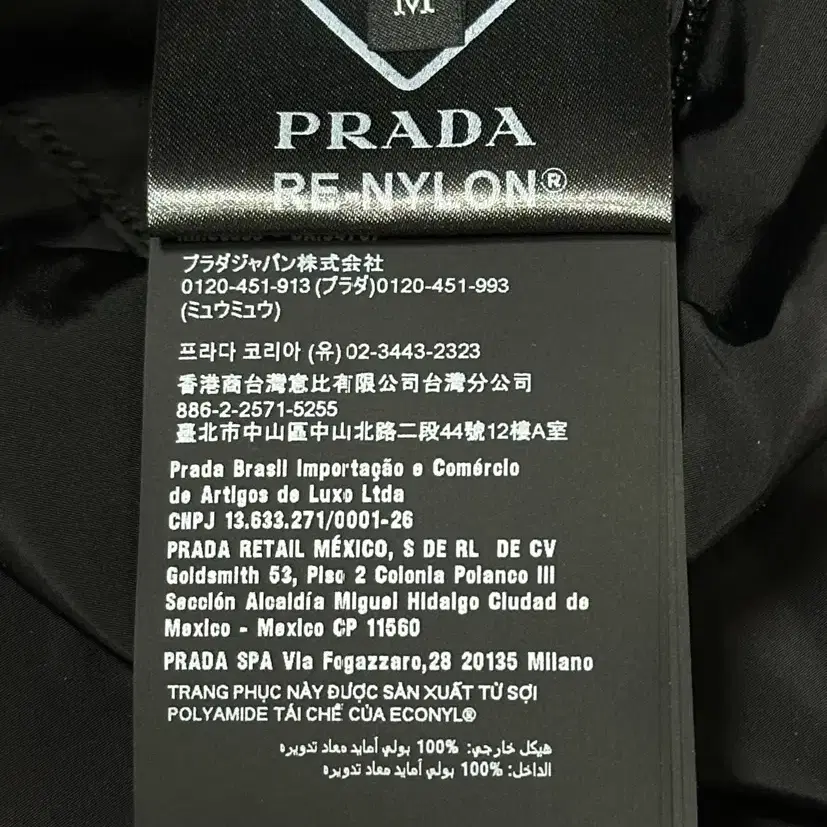 M
PRADA
RE-NYLON®
プラダジャパン株式会社
0120-451-913 (プラダ)0120-451-993
(ミュウミュウ)
프라다 코리아 (유) 02-3443-2323
香港商台灣意比有限公司台灣分公司
886-2-2571-5255
臺北市中山區中山北路二段44號12樓A室
Prada Brasil Importação e Comércio
de Artigos de Luxo Ltda
CNPJ 13.633.271/0001-26
PRADA RETAIL MÉXICO, S DE RL DE CV
Goldsmith 53, Piso 2 Colonia Polanco III
Sección Alcaldía Miguel Hidalgo Ciudad de
Mexico - Mexico CP 11560
PRADA SPA Via Fogazzaro,28 20135 Milano
TRANG PHỤC NÀY ĐƯỢC SẢN XUẤT TỪ SỢI
POLYAMIDE TÁI CHẾ CỦA ECONYL®
هيكل خارجي: 100% بولي أمايد معاد تدويره
الداخل: 100% بولي أمايد معاد تدويره